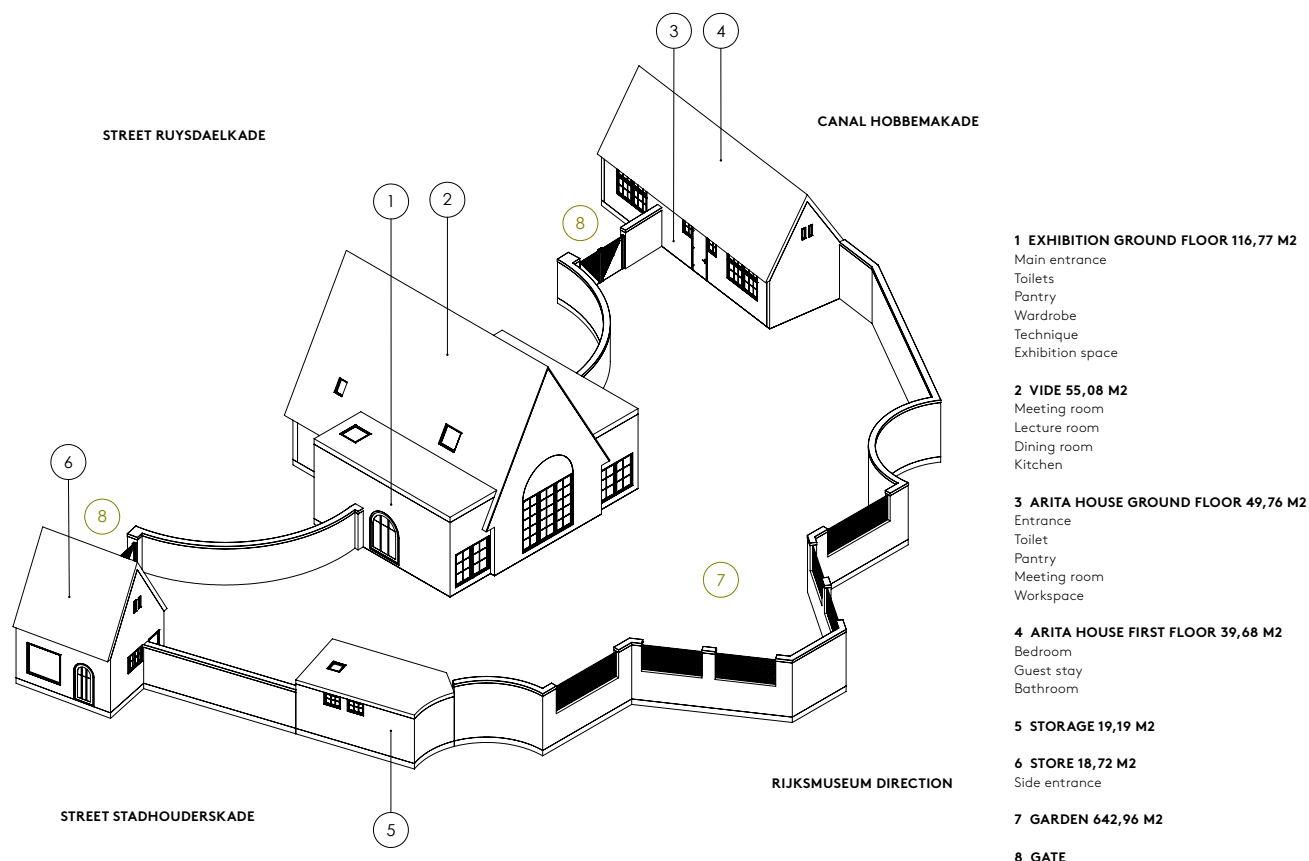 3 4
STREET RUYSDAELKADE
CANAL HOBBEMAKADE
1 2
8
6
8
7
5
STREET STADHOUDERSKADE
RIJKSMUSEUM DIRECTION
1 EXHIBITION GROUND FLOOR 116,77 M2
Main entrance
Toilets
Pantry
Wardrobe
Technique
Exhibition space
2 VIDE 55,08 M2
Meeting room
Lecture room
Dining room
Kitchen
3 ARITA HOUSE GROUND FLOOR 49,76 M2
Entrance
Toilet
Pantry
Meeting room
Workspace
4 ARITA HOUSE FIRST FLOOR 39,68 M2
Bedroom
Guest stay
Bathroom
5 STORAGE 19,19 M2
6 STORE 18,72 M2
Side entrance
7 GARDEN 642,96 M2
8 GATE